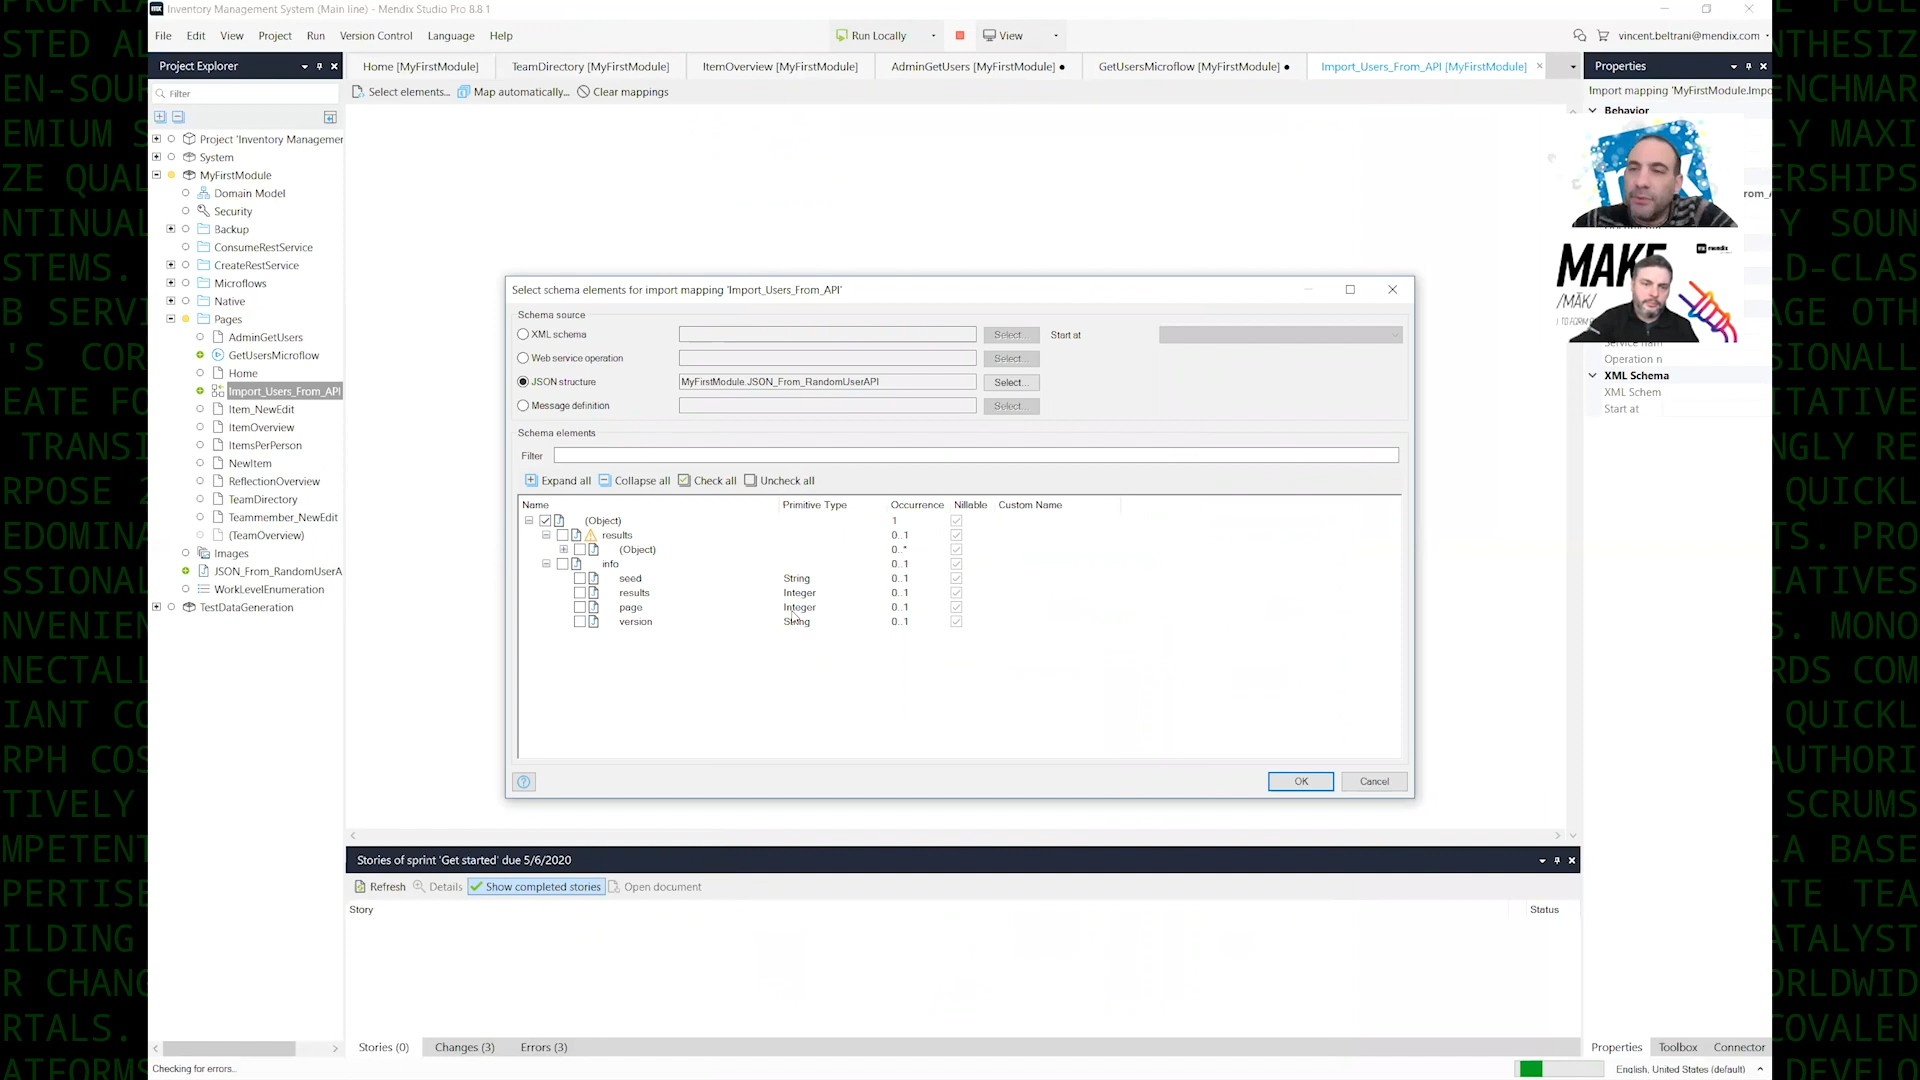 Inventory Management System (Main line) - Mendix Studio Pro 8.8.1
File Edit View Project Run Version Control Language Help
Run Locally View
vincent.beltrani@mendix.com
Project Explorer
Home [MyFirstModule] TeamDirectory [MyFirstModule] ItemOverview [MyFirstModule] AdminGetUsers [MyFirstModule] GetUsersMicroflow [MyFirstModule] Import_Users_From_API [MyFirstModule]
Properties
Filter
Select elements... Map automatically... Clear mappings
Import mapping 'MyFirstModule.Impo
Behavior
Project 'Inventory Managemer
System
MyFirstModule
Domain Model
Security
Backup
ConsumeRestService
CreateRestService
Microflows
Native
Pages
AdminGetUsers
GetUsersMicroflow
Home
Import_Users_From_API
Item_NewEdit
ItemOverview
ItemsPerPerson
NewItem
ReflectionOverview
TeamDirectory
Teammember_NewEdit
(TeamOverview)
Images
JSON_From_RandomUserA
WorkLevelEnumeration
TestDataGeneration
Select schema elements for import mapping 'Import_Users_From_API'
Schema source
XML schema Select... Start at
Web service operation Select...
JSON structure MyFirstModule.JSON_From_RandomUserAPI Select...
Message definition Select...
Schema elements
Filter
Expand all Collapse all Check all Uncheck all
Name Primitive Type Occurrence Nillable Custom Name
(Object) 1
results 0..1
(Object) 0..*
info 0..1
seed String 0..1
results Integer 0..1
page Integer 0..1
version String 0..1
OK Cancel
rom_A
MAKE
mendix
/MĀK/
Operation n
XML Schema
XML Schem
Start at
Stories of sprint 'Get started' due 5/6/2020
Refresh Details Show completed stories Open document
Story Status
Stories (0) Changes (3) Errors (3)
Properties Toolbox Connector
Checking for errors...
English, United States (default)